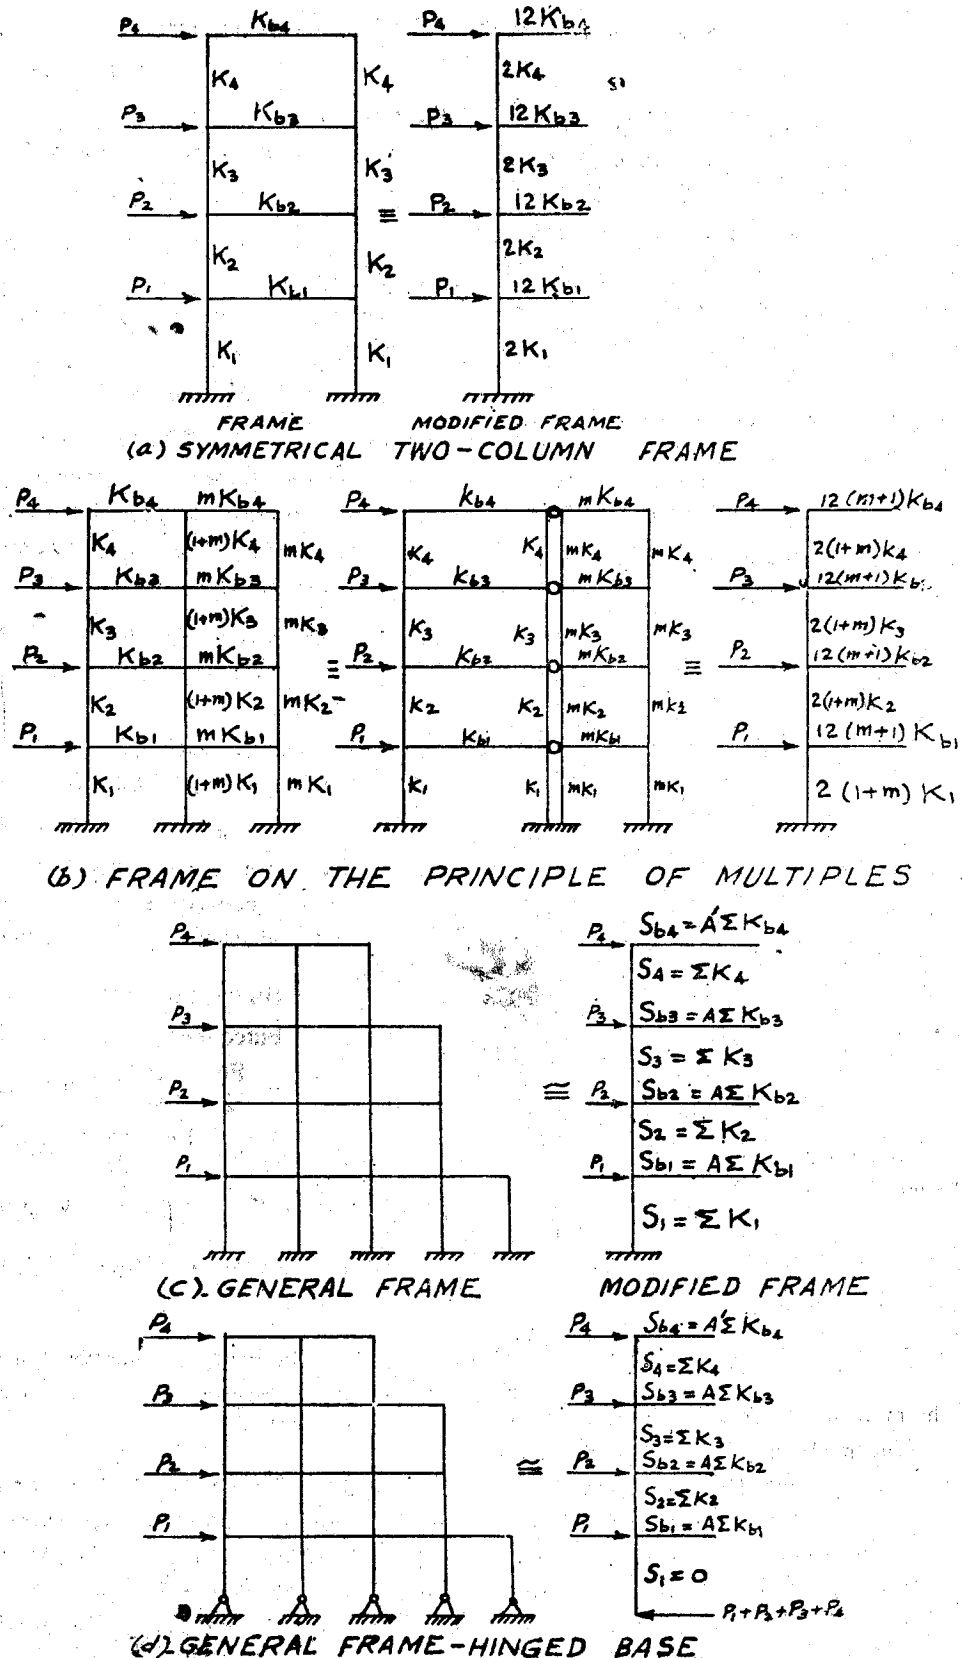 P4 Kb4 P4 12Kb4
K4 K4 2K4
P3 Kb3 P3 12Kb3
K3 K3 2K3
P2 Kb2 ≡ P2 12Kb2
K2 K2 2K2
P1 Kb1 P1 12Kb1
K1 K1 2K1
FRAME MODIFIED FRAME
(a) SYMMETRICAL TWO-COLUMN FRAME
P4 Kb4 mKb4 P4 kb4 mKb4 P4 12(m+1)Kb4
K4 (1+m)K4 mK4 K4 K4 mK4 mK4 2(1+m)k4
P3 Kb3 mKb3 P3 kb3 mKb3 P3 12(m+1)Kb
K3 (1+m)K3 mK3 K3 K3 mK3 mK3 2(1+m)K3
P2 Kb2 mKb2 ≡ P2 kb2 mKb2 ≡ P2 12(m+1)kb2
K2 (1+m)K2 mK2 K2 K2 mK2 mK2 2(1+m)K2
P1 Kb1 mKb1 P1 Kb1 mKb1 P1 12(m+1)Kb1
K1 (1+m)K1 mK1 K1 K1 mK1 mK1 2(1+m)K1
(b) FRAME ON THE PRINCIPLE OF MULTIPLES
P4 P4 Sb4=A'ΣKb4
S4=ΣK4
P3 P3 Sb3=AΣKb3
S3=ΣK3
P2 ≅ P2 Sb2=AΣKb2
S2=ΣK2
P1 P1 Sb1=AΣKb1
S1=ΣK1
(c). GENERAL FRAME MODIFIED FRAME
P4 P4 Sb4=A'ΣKb4
S4=ΣK4
P3 P3 Sb3=AΣKb3
S3=ΣK3
P2 ≅ P2 Sb2=AΣKb2
S2=ΣK2
P1 P1 Sb1=AΣKb1
S1=0
P1+P2+P3+P4
(d). GENERAL FRAME-HINGED BASE